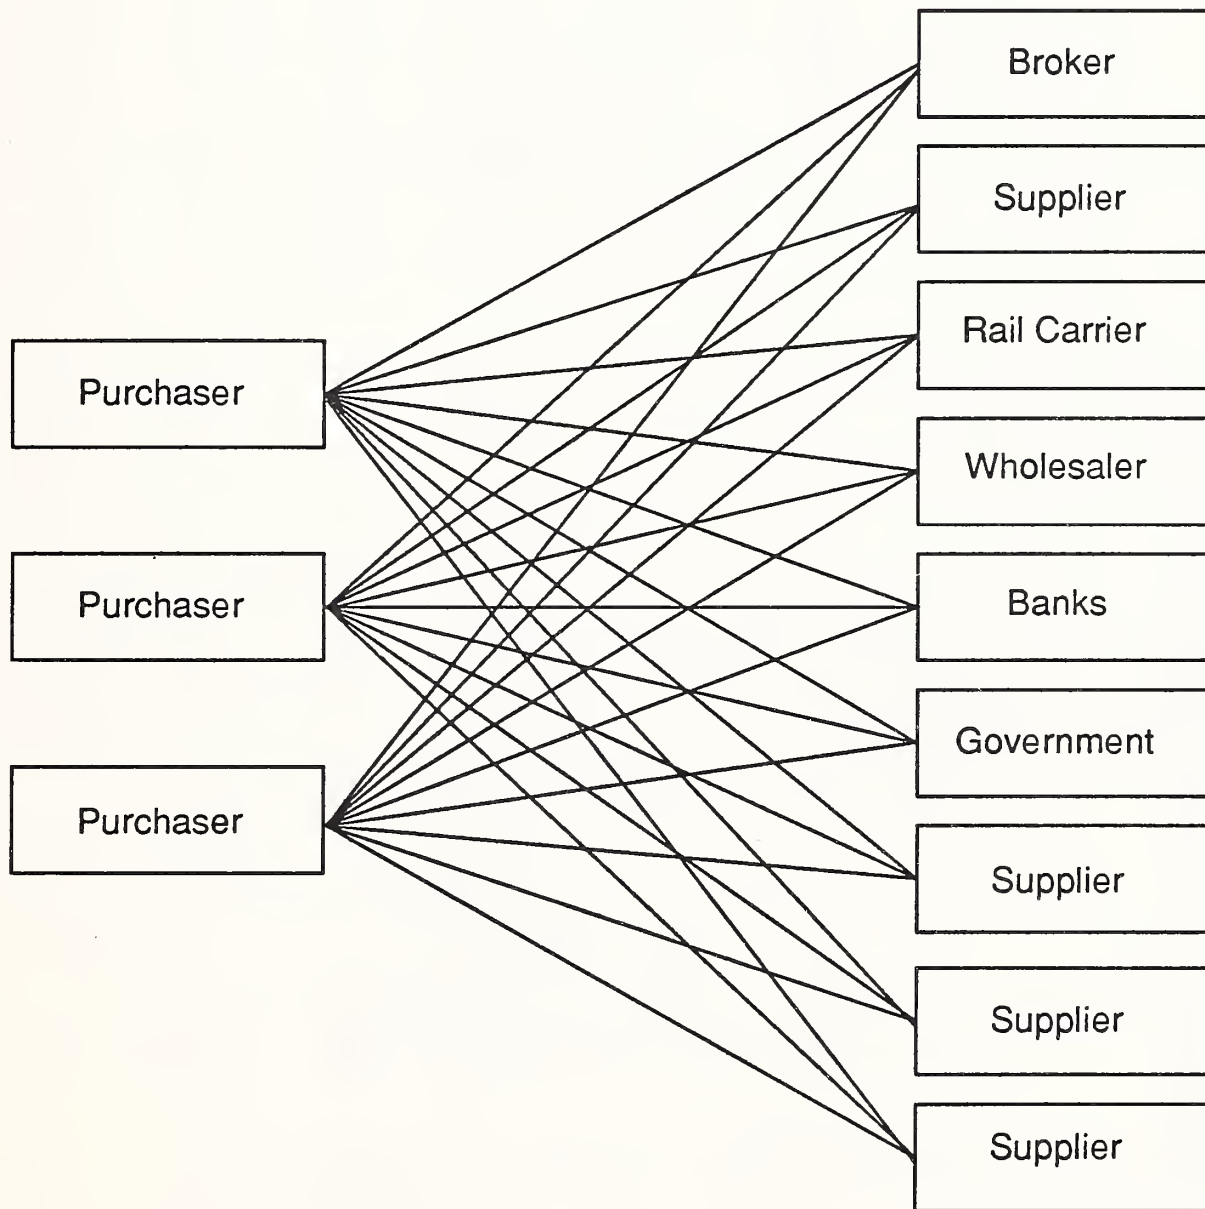 Broker
Supplier
Rail Carrier
Purchaser
Wholesaler
Purchaser
Banks
Government
Purchaser
Supplier
Supplier
Supplier